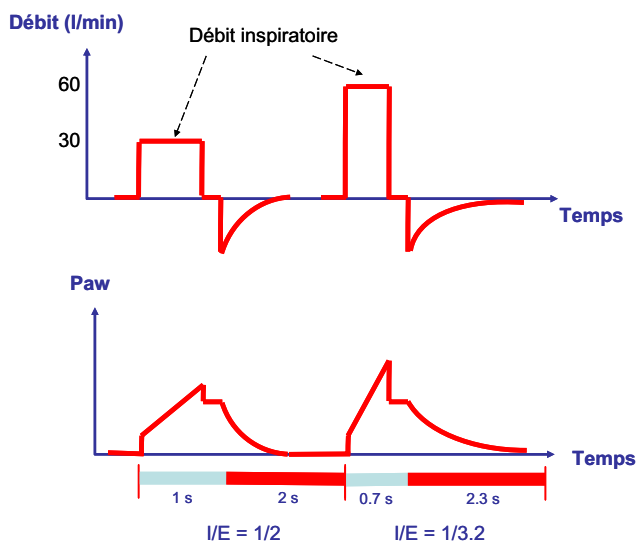 Débit (l/min)
Débit inspiratoire
60
30
Temps
Paw
Temps
1 s
2 s
0.7 s
2.3 s
I/E = 1/2
I/E = 1/3.2